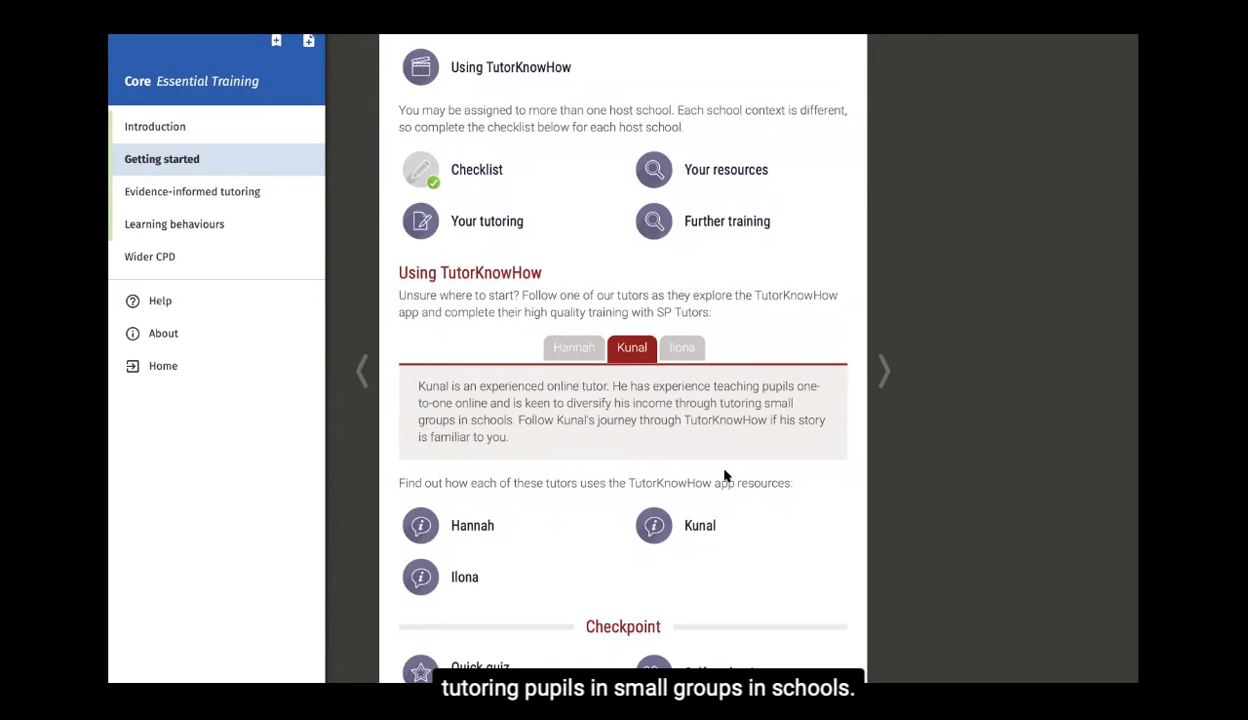 Core Essential Training
Introduction
Getting started
Evidence-informed tutoring
Learning behaviours
Wider CPD
Help
About
Home
Using TutorKnowHow
You may be assigned to more than one host school. Each school context is different,
so complete the checklist below for each host school.
Checklist
Your resources
Your tutoring
Further training
Using TutorKnowHow
Unsure where to start? Follow one of our tutors as they explore the TutorKnowHow
app and complete their high quality training with SP Tutors:
Hannah
Kunal
Ilona
Kunal is an experienced online tutor. He has experience teaching pupils one-
to-one online and is keen to diversify his income through tutoring small
groups in schools. Follow Kunal's journey through TutorKnowHow if his story
is familiar to you.
Find out how each of these tutors uses the TutorKnowHow app resources:
Hannah
Kunal
Ilona
Checkpoint
Quick quiz
tutoring pupils in small groups in schools.